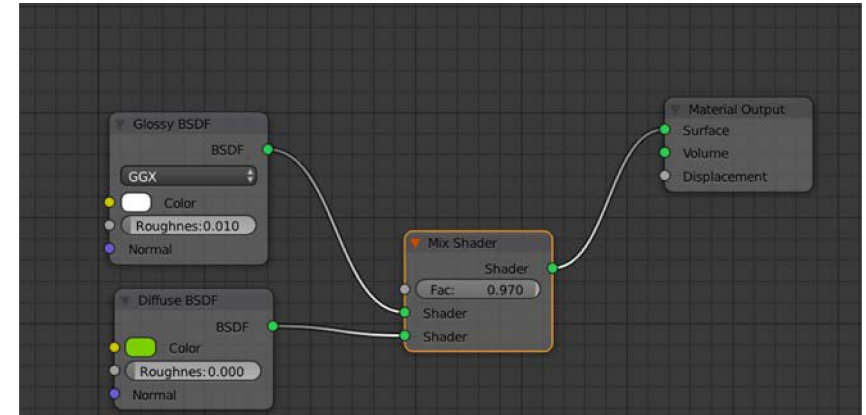 Glossy BSDF
BSDF
GGX
Color
Roughnes:0.010
Normal
Diffuse BSDF
BSDF
Color
Roughnes:0.000
Normal
Mix Shader
Shader
Fac: 0.970
Shader
Shader
Material Output
Surface
Volume
Displacement